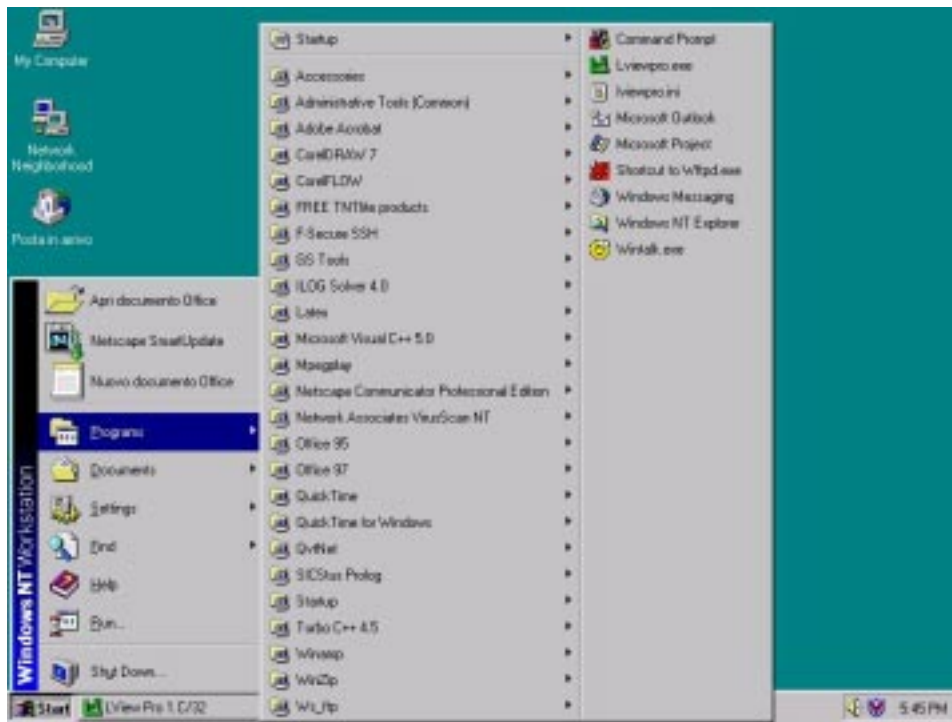 My Computer
Network
Neighborhood
Posta in arrivo
Startup
Accessories
Administrative Tools (Common)
Adobe Acrobat
CorelDRAW 7
CorelFLOW
FREE TNTlite products
F-Secure SSH
GS Tools
ILOG Solver 4.0
Latex
Microsoft Visual C++ 5.0
Mpegplay
Netscape Communicator Professional Edition
Network Associates VirusScan NT
Office 95
Office 97
QuickTime
QuickTime for Windows
QvtNet
SICStus Prolog
Startup
Turbo C++ 4.5
Winamp
WinZip
Ws_ftp
Command Prompt
Lviewpro.exe
lviewpro.ini
Microsoft Outlook
Microsoft Project
Shortcut to Wftpd.exe
Windows Messaging
Windows NT Explorer
Wintalk.exe
Apri documento Office
Netscape SmartUpdate
Nuovo documento Office
Programs
Documents
Settings
Find
Help
Run...
Shut Down...
Windows NT Workstation
Start
LView Pro 1.C/32
5:45 PM